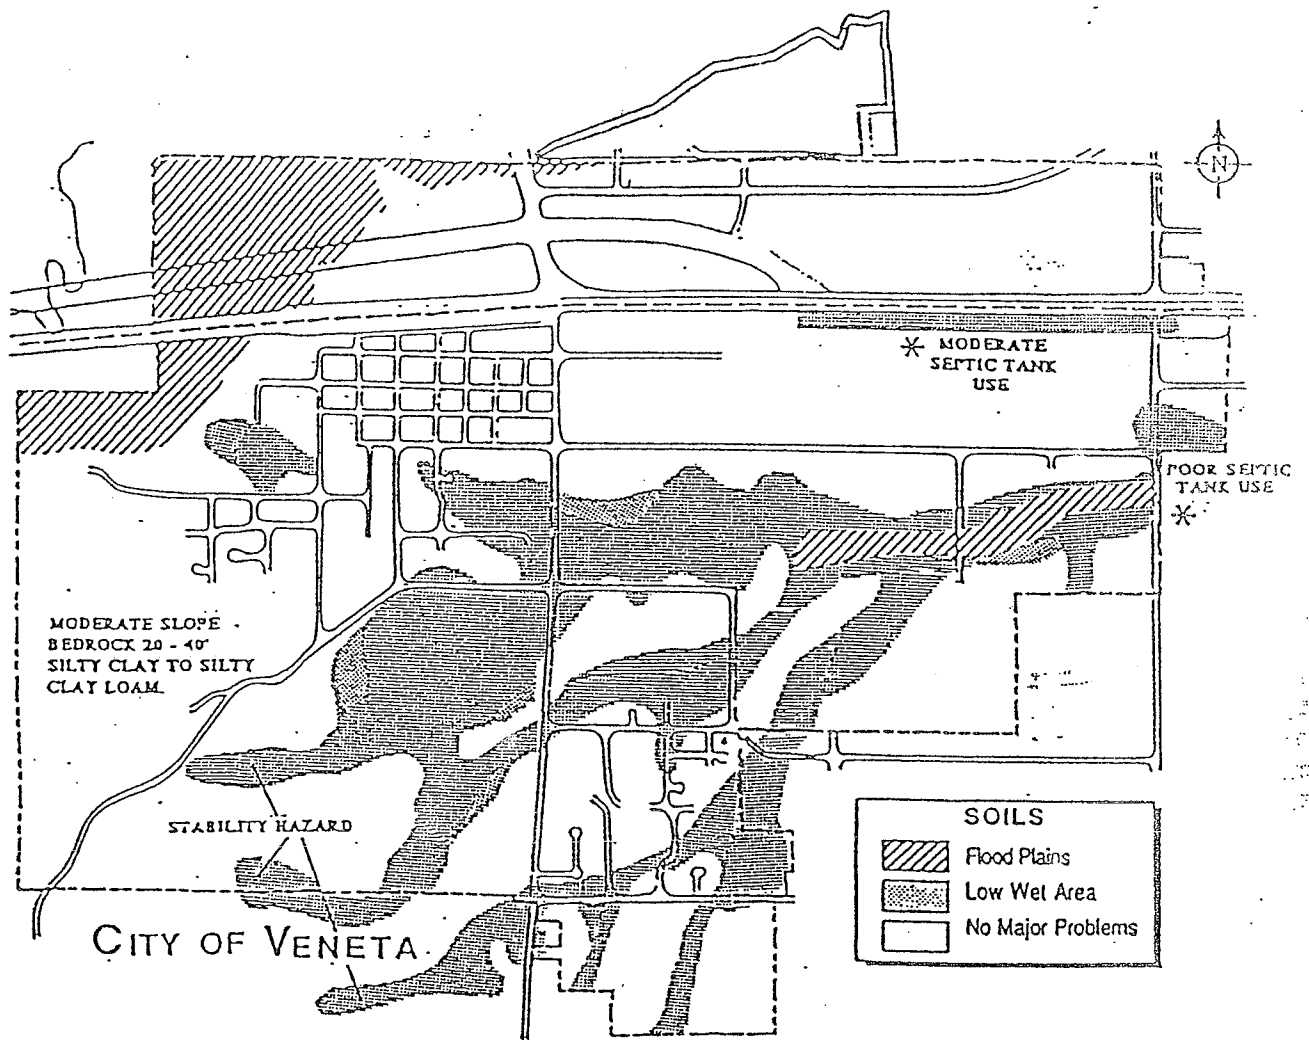 N
MODERATE
SEPTIC TANK
USE
POOR SEPTIC
TANK USE
MODERATE SLOPE
BEDROCK 20 - 40"
SILTY CLAY TO SILTY
CLAY LOAM.
STABILITY HAZARD
CITY OF VENETA
SOILS
Flood Plains
Low Wet Area
No Major Problems